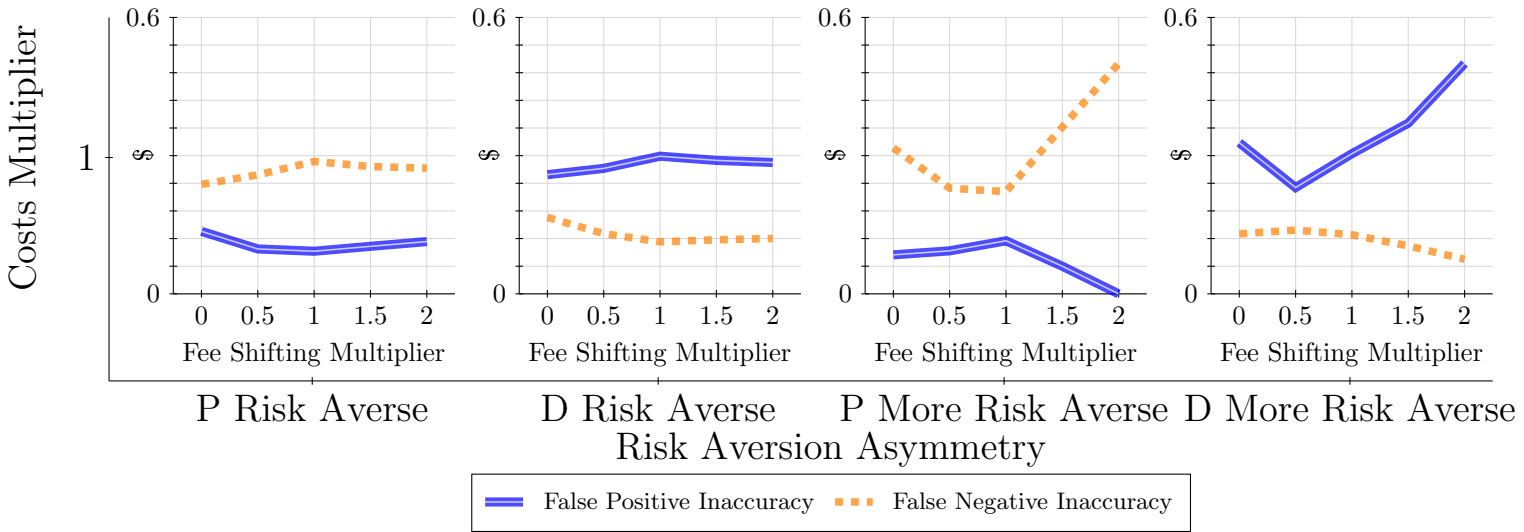 Costs Multiplier
1
0.6
$
0
0 0.5 1 1.5 2
Fee Shifting Multiplier
0.6
$
0
0 0.5 1 1.5 2
Fee Shifting Multiplier
0.6
$
0
0 0.5 1 1.5 2
Fee Shifting Multiplier
0.6
$
0
0 0.5 1 1.5 2
Fee Shifting Multiplier
P Risk Averse D Risk Averse P More Risk Averse D More Risk Averse
Risk Aversion Asymmetry
False Positive Inaccuracy False Negative Inaccuracy